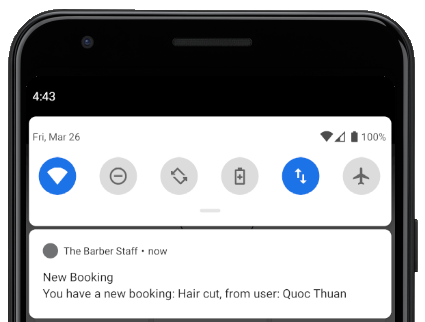 4:43
Fri, Mar 26
100%
The Barber Staff • now
New Booking
You have a new booking: Hair cut, from user: Quoc Thuan